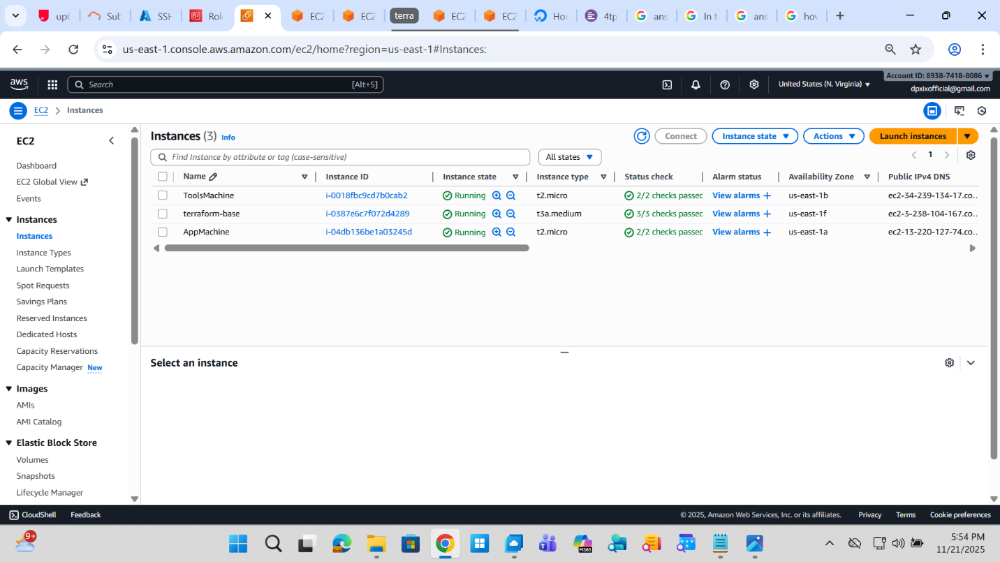 upG
Sub
SSH
Role
EC2
EC2
terra
EC2
EC2
How
4tp
ans
In t
ans
how
us-east-1.console.aws.amazon.com/ec2/home?region=us-east-1#Instances:
aws
Search
[Alt+S]
United States (N. Virginia)
Account ID: 8938-7418-8086
dpxixofficial@gmail.com
EC2 > Instances
EC2
Dashboard
EC2 Global View
Events
Instances
Instances
Instance Types
Launch Templates
Spot Requests
Savings Plans
Reserved Instances
Dedicated Hosts
Capacity Reservations
Capacity Manager New
Images
AMIs
AMI Catalog
Elastic Block Store
Volumes
Snapshots
Lifecycle Manager
Instances (3) Info
Connect
Instance state
Actions
Launch instances
Find Instance by attribute or tag (case-sensitive)
All states
1
Name Instance ID Instance state Instance type Status check Alarm status Availability Zone Public IPv4 DNS
ToolsMachine i-0018fbc9cd7b0cab2 Running t2.micro 2/2 checks passed View alarms + us-east-1b ec2-34-239-134-17.co...
terraform-base i-0387e6c7f072d4289 Running t3a.medium 3/3 checks passed View alarms + us-east-1f ec2-3-238-104-167.co...
AppMachine i-04db136be1a03245d Running t2.micro 2/2 checks passed View alarms + us-east-1a ec2-13-220-127-74.co...
Select an instance
CloudShell Feedback © 2025, Amazon Web Services, Inc. or its affiliates. Privacy Terms Cookie preferences
9+
M365
5:54 PM
11/21/2025